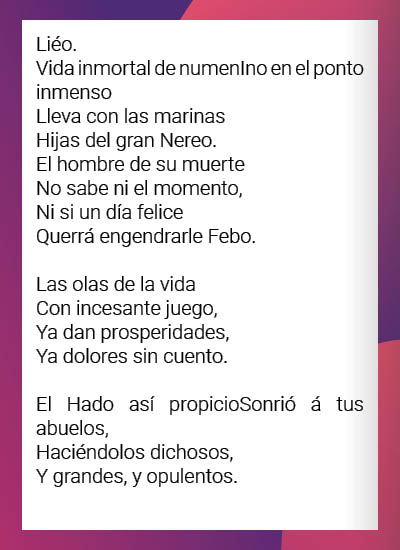 Liéo.
Vida inmortal de numenIno en el ponto
inmenso
Lleva con las marinas
Hijas del gran Nereo.
El hombre de su muerte
No sabe ni el momento,
Ni si un día felice
Querrá engendrarle Febo.

Las olas de la vida
Con incesante juego,
Ya dan prosperidades,
Ya dolores sin cuento.

El Hado así propicioSonrió á tus
abuelos,
Haciéndolos dichosos,
Y grandes, y opulentos.